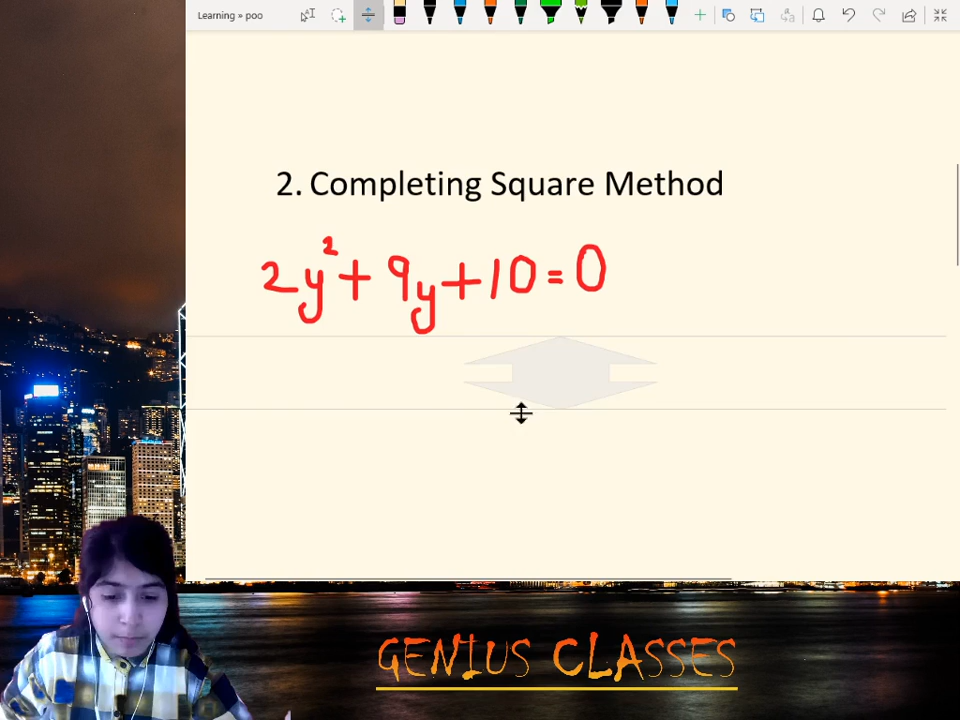 Learning » poo
2. Completing Square Method
2y² + 9y + 10 = 0
GENIUS CLASSES